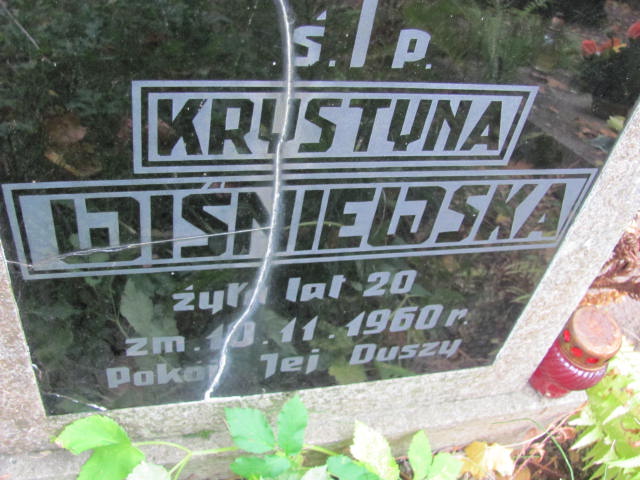 ś. p.
KRYSTYNA
WIŚNIEWSKA
żyła lat 20
zm. 10.11.1960 r.
Pokój Jej Duszy